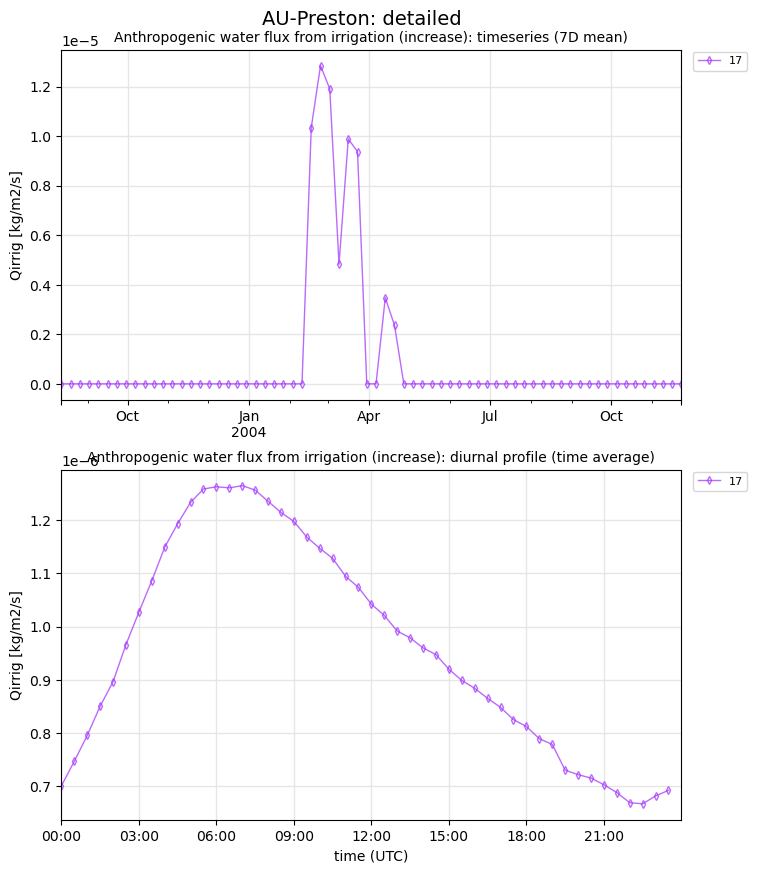 AU-Preston: detailed
Anthropogenic water flux from irrigation (increase): timeseries (7D mean)
1e−5
17
1.2
1.0
0.8
0.6
0.4
0.2
0.0
Qirrig [kg/m2/s]
Oct
Jan
2004
Apr
Jul
Oct
Anthropogenic water flux from irrigation (increase): diurnal profile (time average)
1e−6
17
1.2
1.1
1.0
0.9
0.8
0.7
Qirrig [kg/m2/s]
00:00
03:00
06:00
09:00
12:00
15:00
18:00
21:00
time (UTC)